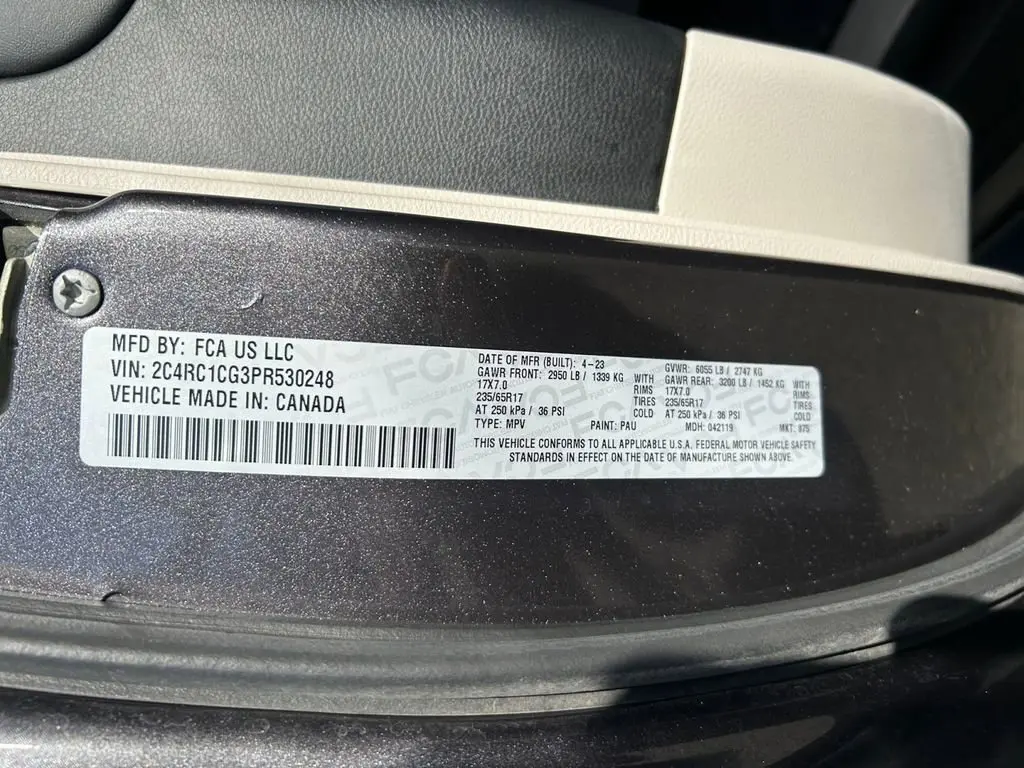 MFD BY: FCA US LLC
VIN: 2C4RC1CG3PR530248
VEHICLE MADE IN: CANADA
DATE OF MFR (BUILT): 4-23 GVWR: 6055 LB / 2747 KG
GAWR FRONT: 2950 LB / 1339 KG WITH GAWR REAR: 3200 LB / 1452 KG WITH
17X7.0 RIMS 17X7.0 RIMS
235/65R17 TIRES 235/65R17 TIRES
AT 250 kPa / 36 PSI COLD AT 250 kPa / 36 PSI COLD
TYPE: MPV PAINT: PAU MDH: 042119 MKT: 875
THIS VEHICLE CONFORMS TO ALL APPLICABLE U.S.A. FEDERAL MOTOR VEHICLE SAFETY
STANDARDS IN EFFECT ON THE DATE OF MANUFACTURE SHOWN ABOVE.